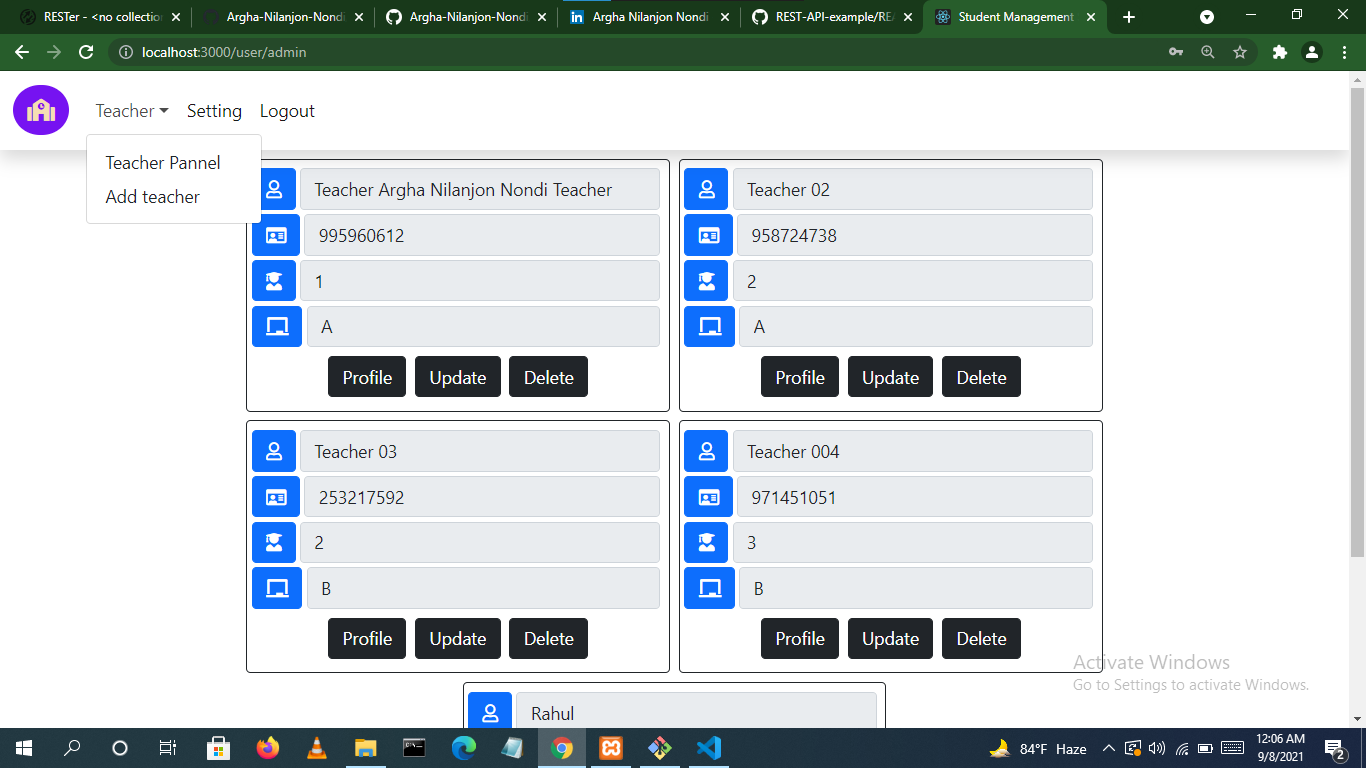 RESTer - <no collection
Argha-Nilanjon-Nondi
Argha-Nilanjon-Nondi
Argha Nilanjon Nondi
REST-API-example/REA
Student Management
localhost:3000/user/admin
Teacher Setting Logout
Teacher Pannel
Add teacher
Teacher Argha Nilanjon Nondi Teacher
995960612
1
A
Profile Update Delete
Teacher 02
958724738
2
A
Profile Update Delete
Teacher 03
253217592
2
B
Profile Update Delete
Teacher 004
971451051
3
B
Profile Update Delete
Rahul
Activate Windows
Go to Settings to activate Windows.
84°F Haze
12:06 AM
9/8/2021
2